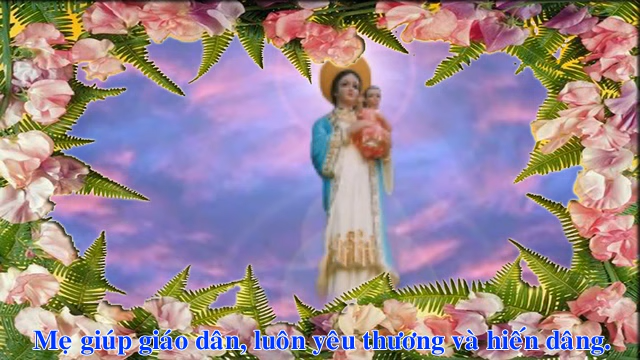 Mẹ giúp giáo dân, luôn yêu thương và hiến dâng.